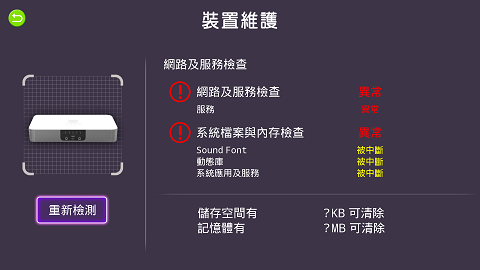 裝置維護
網路及服務檢查
網路及服務檢查 異常
服務 異常
系統檔案與內存檢查 異常
Sound Font 被中斷
動態庫 被中斷
系統應用及服務 被中斷
重新檢測
儲存空間有 ?KB 可清除
記憶體有 ?MB 可清除